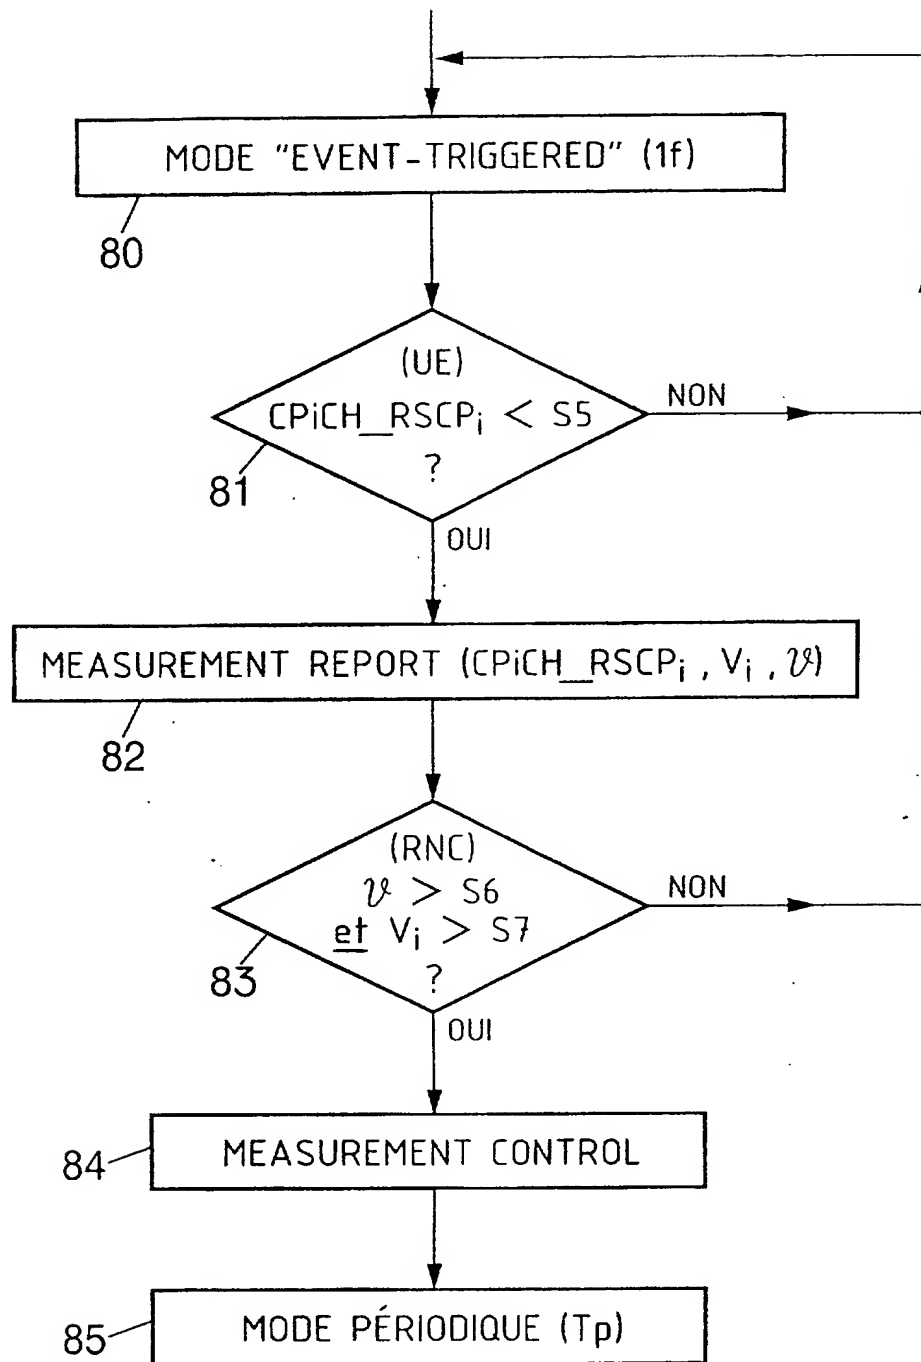 MODE "EVENT-TRIGGERED" (1f)
80
(UE)
CPiCH_RSCPi < S5
?
NON
81
OUI
MEASUREMENT REPORT (CPiCH_RSCPi , Vi , 𝓋)
82
(RNC)
𝓋 > S6
et Vi > S7
?
NON
83
OUI
MEASUREMENT CONTROL
84
MODE PÉRIODIQUE (Tp)
85